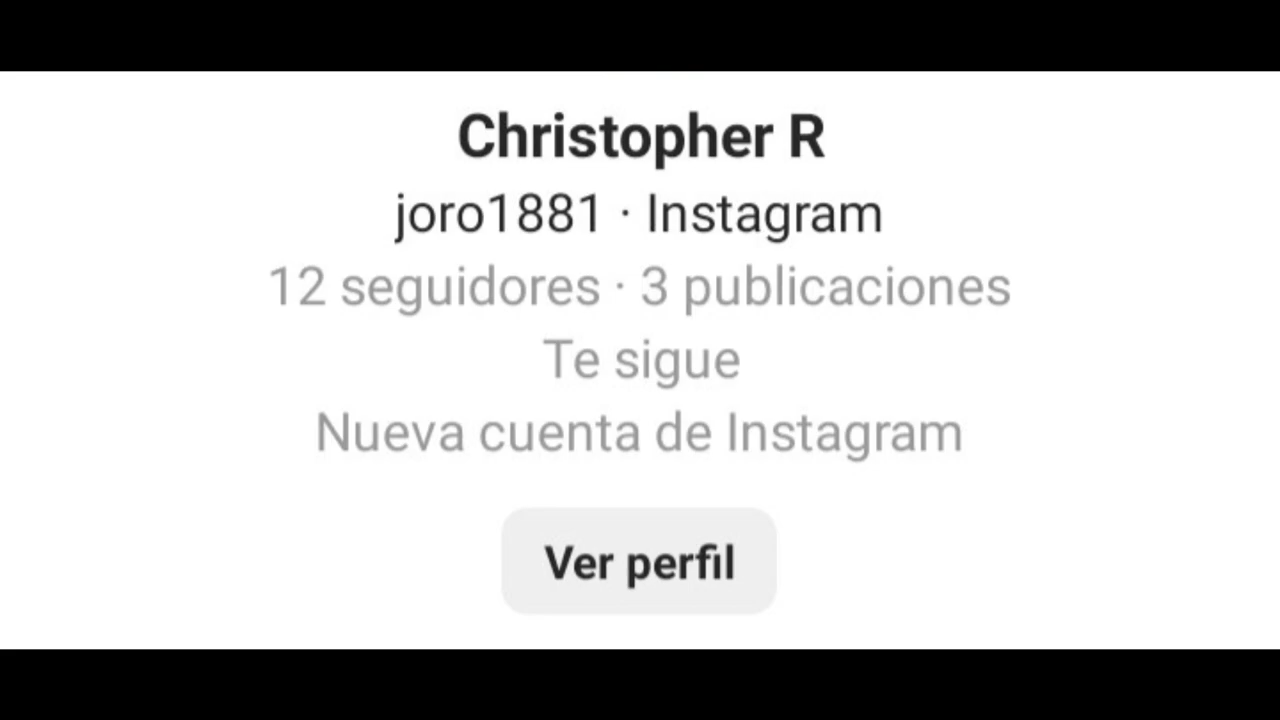 Christopher R
joro1881 · Instagram
12 seguidores · 3 publicaciones
Te sigue
Nueva cuenta de Instagram
Ver perfil